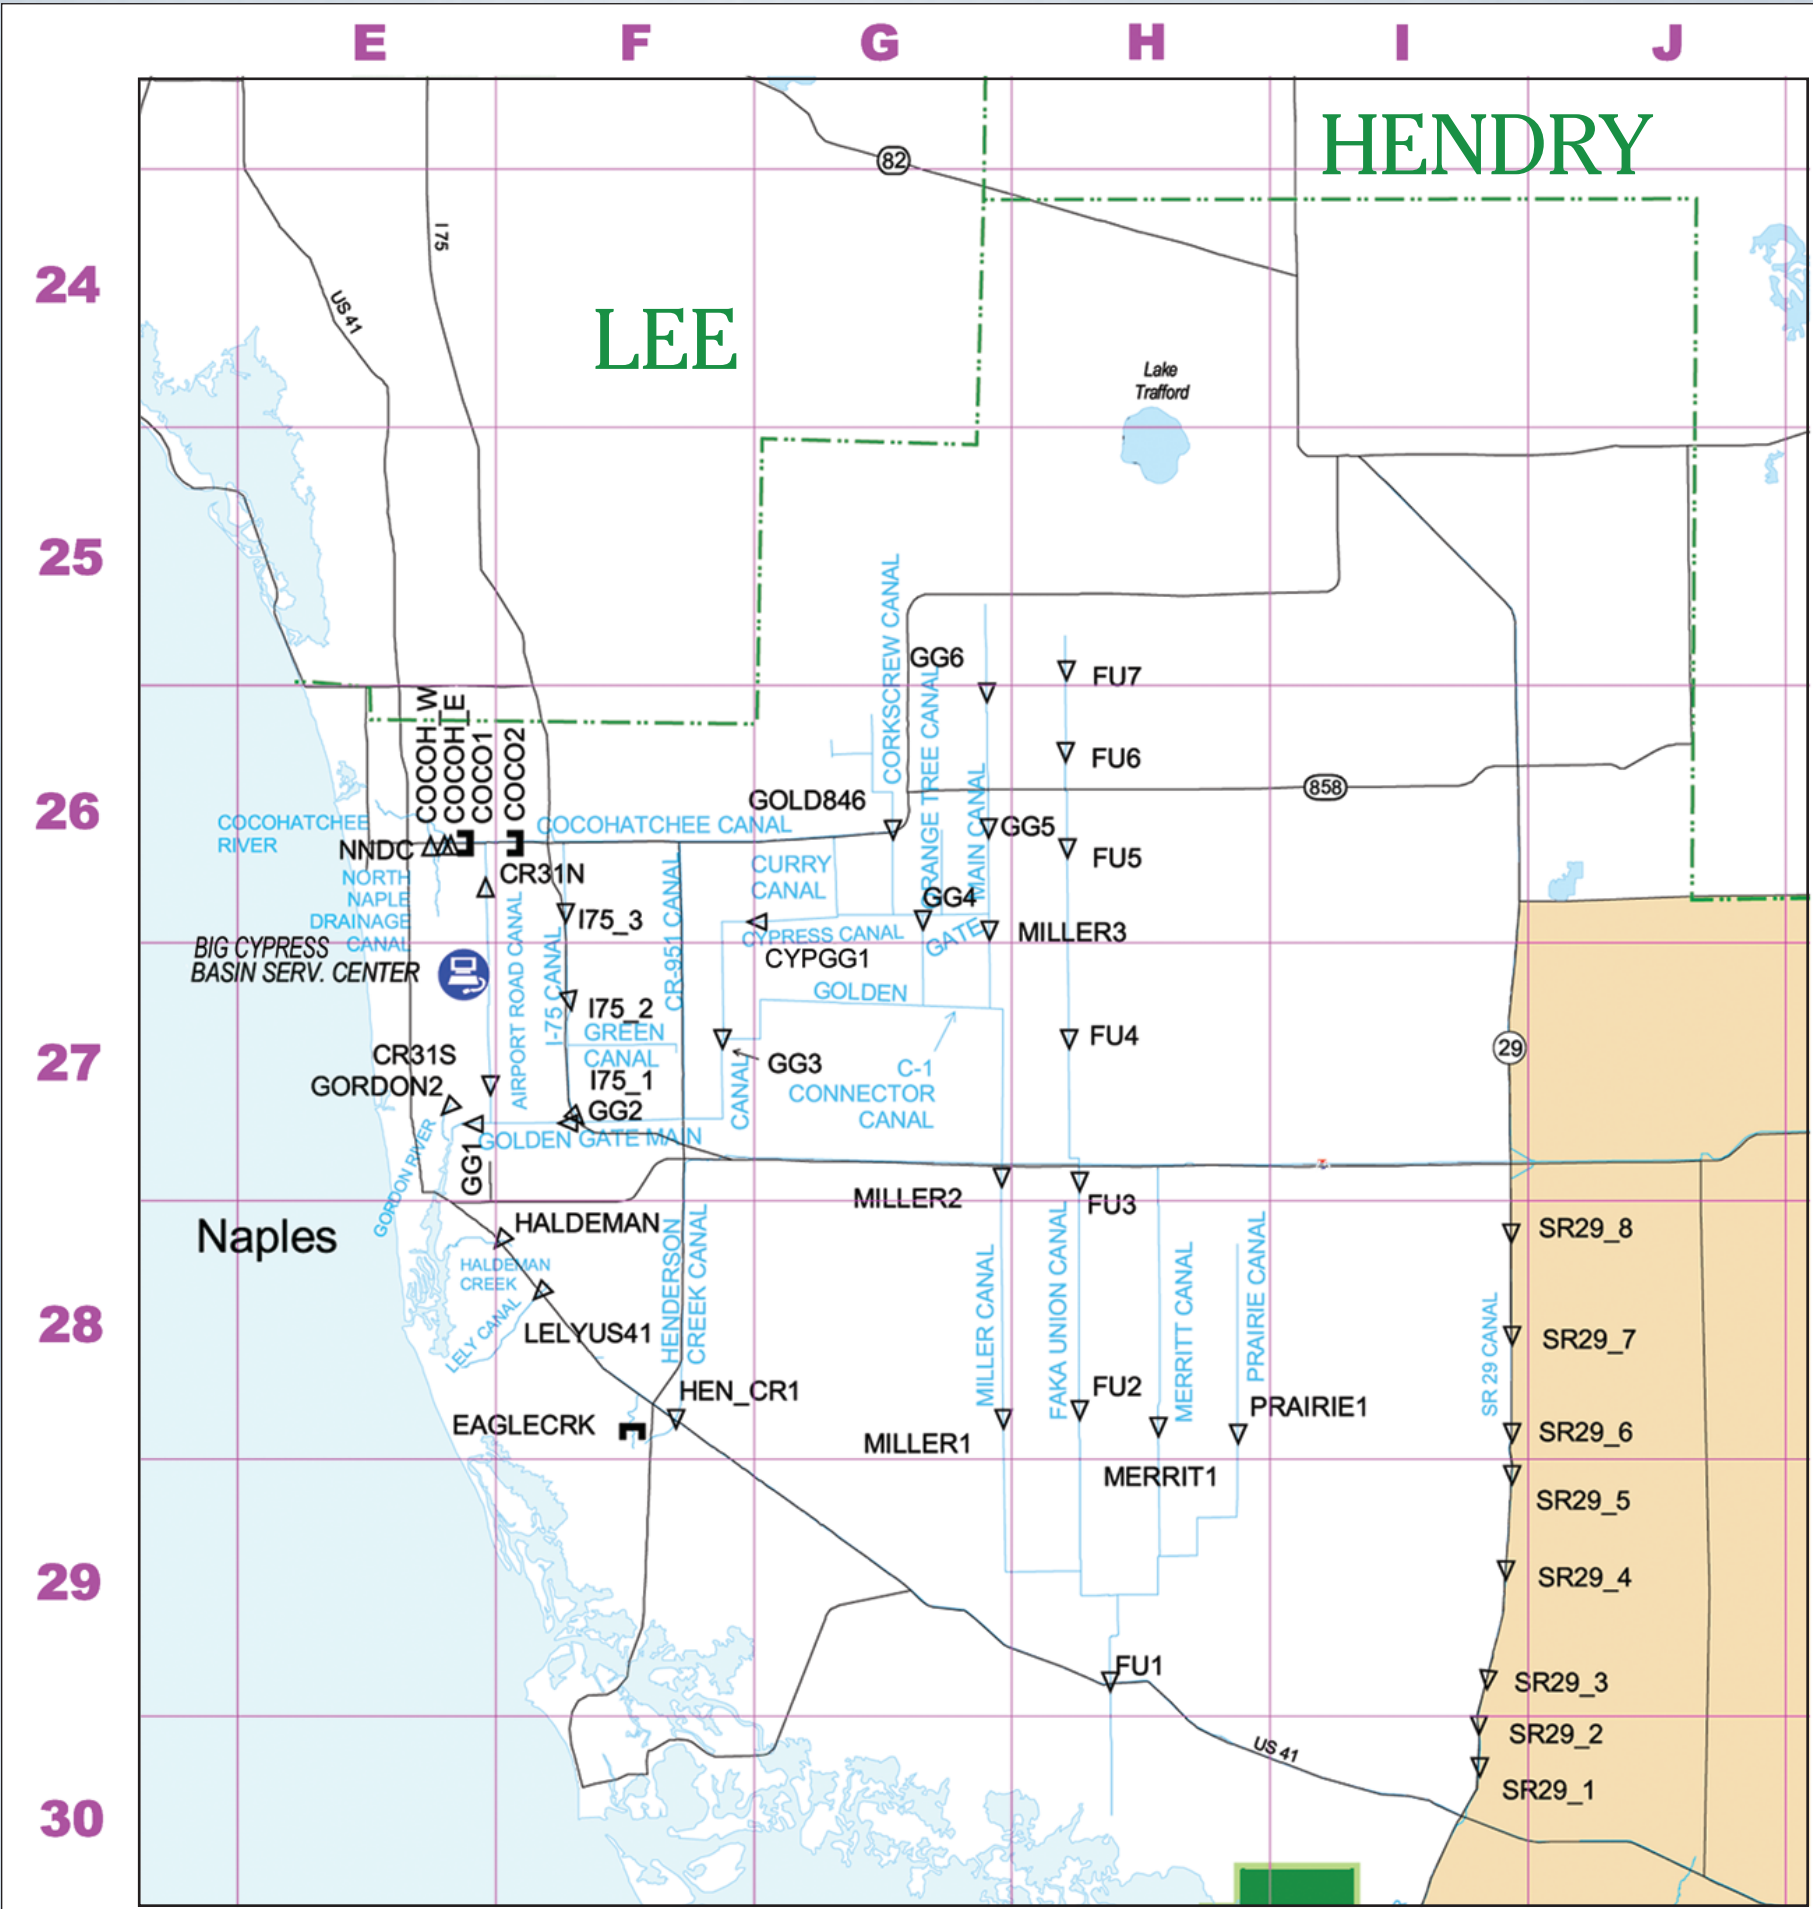 E F G H I J
HENDRY
82
I 75
24
LEE
US 41
Lake
Trafford
25
CORKSCREW CANAL
GG6
FU7
ORANGE TREE CANAL
COCOH_W
COCOH_E
COCO1
COCO2
FU6
MAIN CANAL
858
26
GOLD846
COCOHATCHEE
RIVER
COCOHATCHEE CANAL
GG5
NNDC
FU5
CURRY
CANAL
CR31N
NORTH
NAPLE
DRAINAGE
CANAL
GG4
I75_3
CR-951 CANAL
CYPRESS CANAL
GATE
MILLER3
BIG CYPRESS
BASIN SERV. CENTER
AIRPORT ROAD CANAL
I-75 CANAL
CYPGG1
GOLDEN
I75_2
GREEN
CANAL
FU4
29
27
CR31S
GG3
C-1
CONNECTOR
CANAL
CANAL
I75_1
GORDON2
GG2
GOLDEN GATE MAIN
GG1
GORDON RIVER
MILLER2
FU3
Naples
HALDEMAN
SR29_8
HALDEMAN
CREEK
HENDERSON
CREEK CANAL
MILLER CANAL
FAKA UNION CANAL
MERRITT CANAL
PRAIRIE CANAL
SR 29 CANAL
28
LELY CANAL
LELYUS41
SR29_7
HEN_CR1
FU2
PRAIRIE1
EAGLECRK
MILLER1
SR29_6
MERRIT1
SR29_5
29
SR29_4
FU1
SR29_3
SR29_2
US 41
SR29_1
30